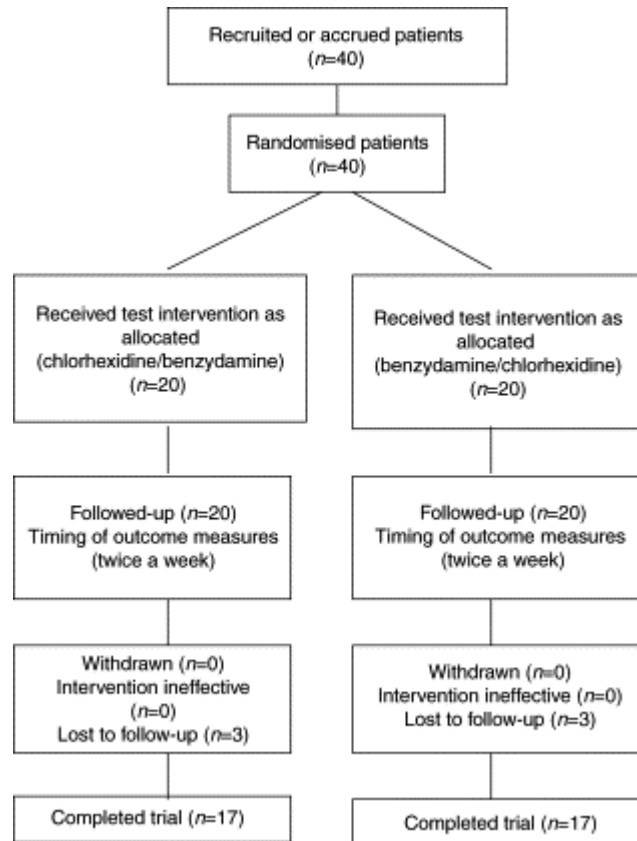 Recruited or accrued patients
(n=40)
Randomised patients
(n=40)
Received test intervention as
allocated
(chlorhexidine/benzydamine)
(n=20)
Received test intervention as
allocated
(benzydamine/chlorhexidine)
(n=20)
Followed-up (n=20)
Timing of outcome measures
(twice a week)
Followed-up (n=20)
Timing of outcome measures
(twice a week)
Withdrawn (n=0)
Intervention ineffective
(n=0)
Lost to follow-up (n=3)
Withdrawn (n=0)
Intervention ineffective (n=0)
Lost to follow-up (n=3)
Completed trial (n=17)
Completed trial (n=17)